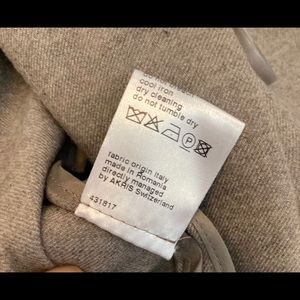 cool iron
dry cleaning
do not tumble dry
P
fabric origin Italy
made in Romania
directly managed
by AKRIS Switzerland
431817